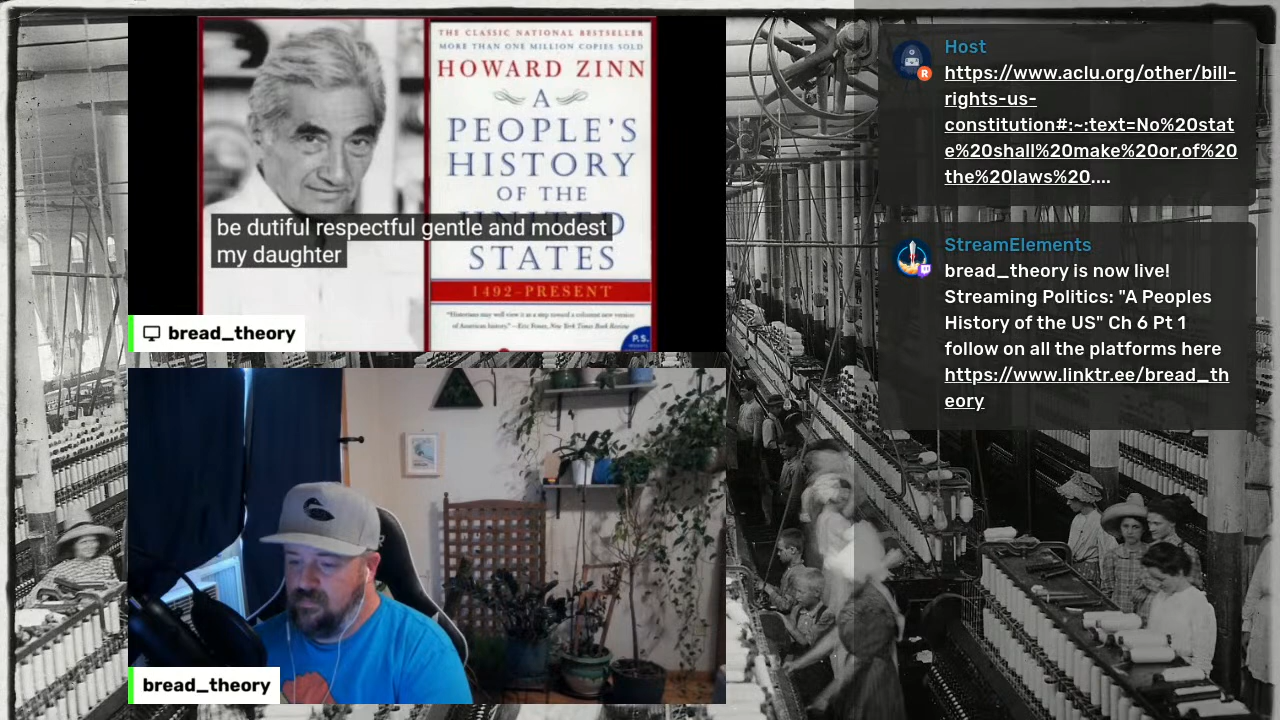 THE CLASSIC NATIONAL BESTSELLER
MORE THAN ONE MILLION COPIES SOLD
HOWARD ZINN
A
PEOPLE'S
HISTORY
OF THE
UNITED
STATES
1492–PRESENT
be dutiful respectful gentle and modest
my daughter
P.S.
bread_theory
bread_theory
Host
https://www.aclu.org/other/bill-
rights-us-
constitution#:~:text=No%20stat
e%20shall%20make%20or,of%20
the%20laws%20....
StreamElements
bread_theory is now live!
Streaming Politics: "A Peoples
History of the US" Ch 6 Pt 1
follow on all the platforms here
https://www.linktr.ee/bread_th
eory